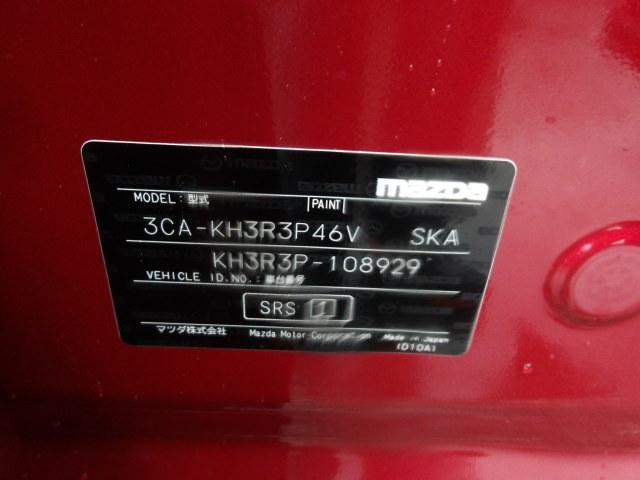 mazda
MODEL:型式 PAINT
3CA-KH3R3P46V SKA
KH3R3P-108929
VEHICLE ID.NO.:車台番号
SRS 1
マツダ株式会社 Mazda Motor Corporation Made in Japan
(D10A)